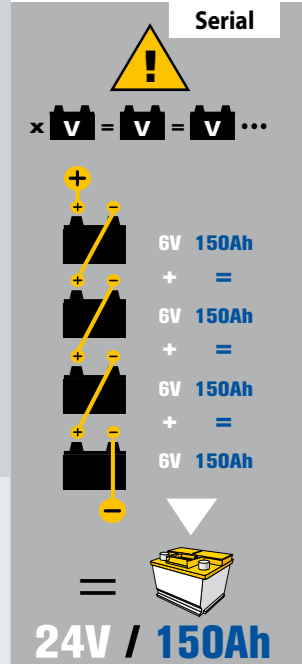 Serial
!
x V = V = V ...
+
+ -
6V 150Ah
+ =
+ -
6V 150Ah
+ =
+ -
6V 150Ah
+ =
+ -
6V 150Ah
-
=
24V / 150Ah